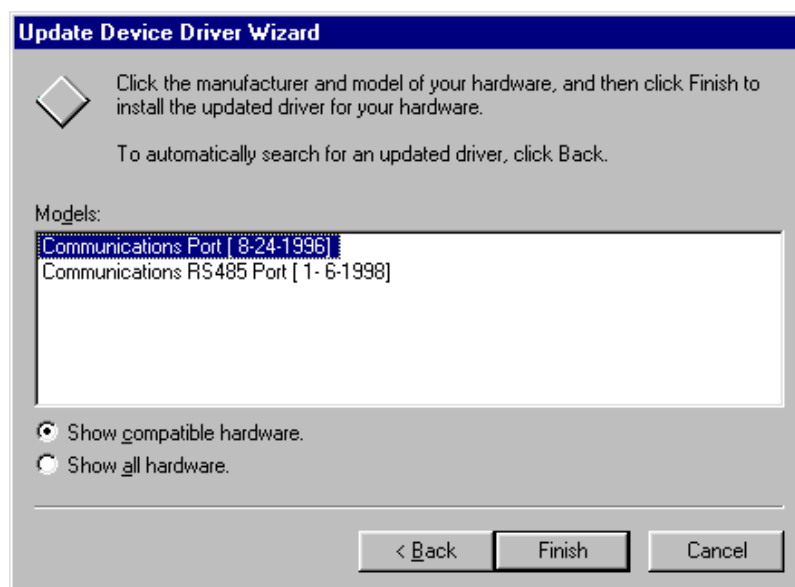 Update Device Driver Wizard
Click the manufacturer and model of your hardware, and then click Finish to
install the updated driver for your hardware.
To automatically search for an updated driver, click Back.
Models:
Communications Port [ 8-24-1996]
Communications RS485 Port [ 1- 6-1998]
Show compatible hardware.
Show all hardware.
< Back
Finish
Cancel